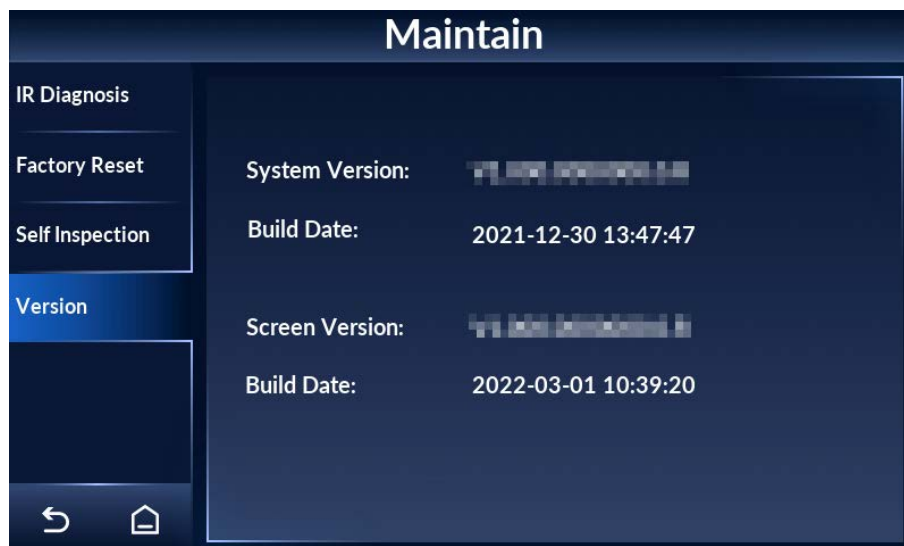 Maintain
IR Diagnosis
Factory Reset
Self Inspection
Version
System Version:
Build Date: 2021-12-30 13:47:47
Screen Version:
Build Date: 2022-03-01 10:39:20